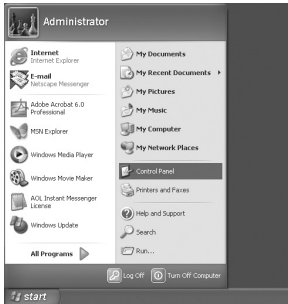 Administrator
Internet
Internet Explorer
E-mail
Netscape Messenger
Adobe Acrobat 6.0
Professional
MSN Explorer
Windows Media Player
Windows Movie Maker
AOL Instant Messenger
License
Windows Update
All Programs
My Documents
My Recent Documents
My Pictures
My Music
My Computer
My Network Places
Control Panel
Printers and Faxes
Help and Support
Search
Run...
Log Off
Turn Off Computer
start